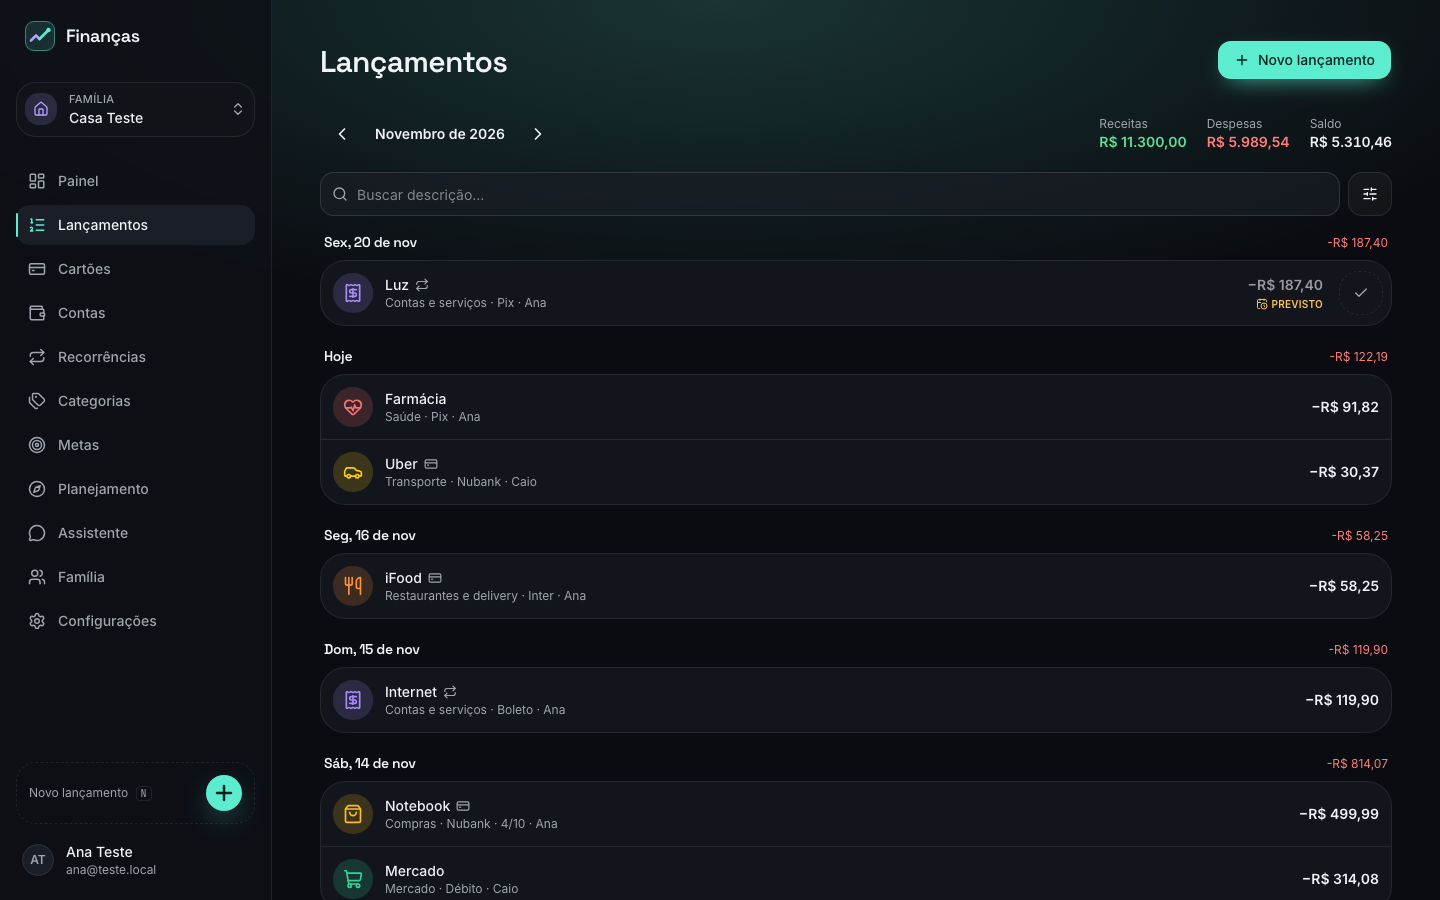 Finanças
FAMÍLIA
Casa Teste
Painel
Lançamentos
Cartões
Contas
Recorrências
Categorias
Metas
Planejamento
Assistente
Família
Configurações
Novo lançamento N
AT
Ana Teste
ana@teste.local
Lançamentos
Novo lançamento
Novembro de 2026
Receitas
R$ 11.300,00
Despesas
R$ 5.989,54
Saldo
R$ 5.310,46
Buscar descrição...
Sex, 20 de nov
-R$ 187,40
Luz
Contas e serviços · Pix · Ana
−R$ 187,40
PREVISTO
Hoje
-R$ 122,19
Farmácia
Saúde · Pix · Ana
−R$ 91,82
Uber
Transporte · Nubank · Caio
−R$ 30,37
Seg, 16 de nov
-R$ 58,25
iFood
Restaurantes e delivery · Inter · Ana
−R$ 58,25
Dom, 15 de nov
-R$ 119,90
Internet
Contas e serviços · Boleto · Ana
−R$ 119,90
Sáb, 14 de nov
-R$ 814,07
Notebook
Compras · Nubank · 4/10 · Ana
−R$ 499,99
Mercado
Mercado · Débito · Caio
−R$ 314,08